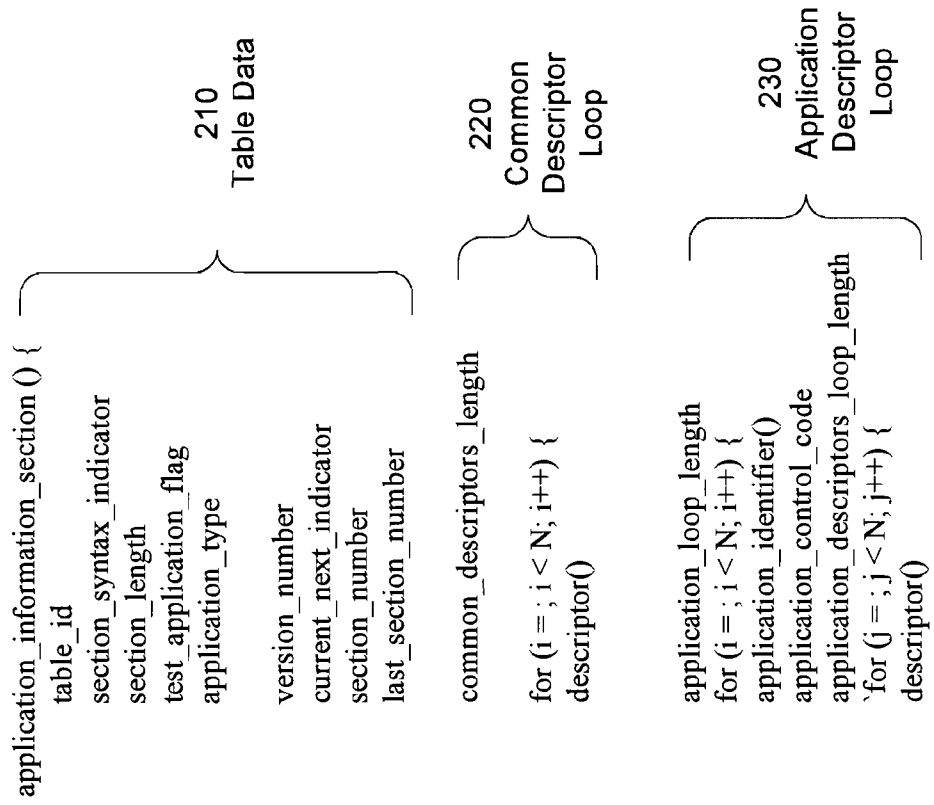 application_information_section () {
table_id
section_syntax_indicator
section_length
test_application_flag
application_type
version_number
current_next_indicator
section_number
last_section_number
210
Table Data
common_descriptors_length
for (i = ; i < N; i++) {
descriptor()
220
Common
Descriptor
Loop
application_loop_length
for (i = ; i < N; i++) {
application_identifier()
application_control_code
application_descriptors_loop_length
`for (j = ; j < N; j++) {
descriptor()
230
Application
Descriptor
Loop